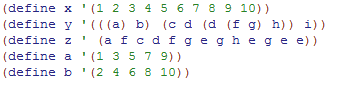 (define x '(1 2 3 4 5 6 7 8 9 10))
(define y '(((a) b) (c d (d (f g) h)) i))
(define z ' (a f c d f g e g h e g e e))
(define a '(1 3 5 7 9))
(define b '(2 4 6 8 10))